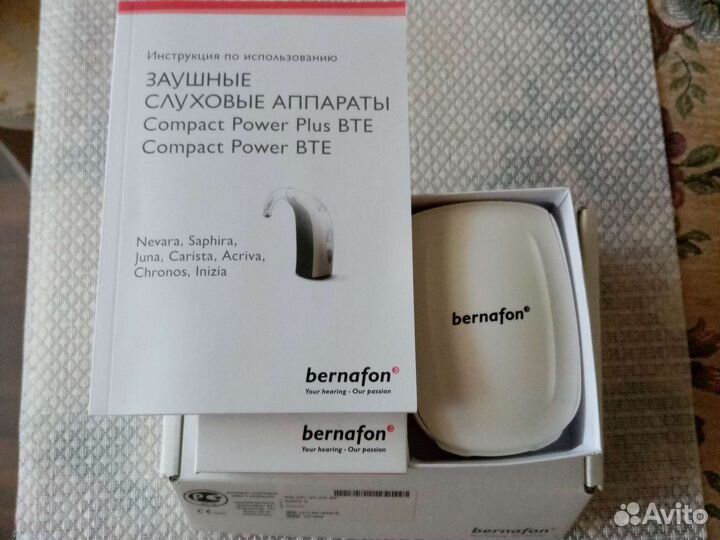 Инструкция по использованию
ЗАУШНЫЕ
СЛУХОВЫЕ АППАРАТЫ
Compact Power Plus BTE
Compact Power BTE
Nevara, Saphira,
Juna, Carista, Acriva,
Chronos, Inizia
bernafon®
Your hearing · Our passion
bernafon®
bernafon®
Your hearing · Our passion
bernafon®
CE
Avito